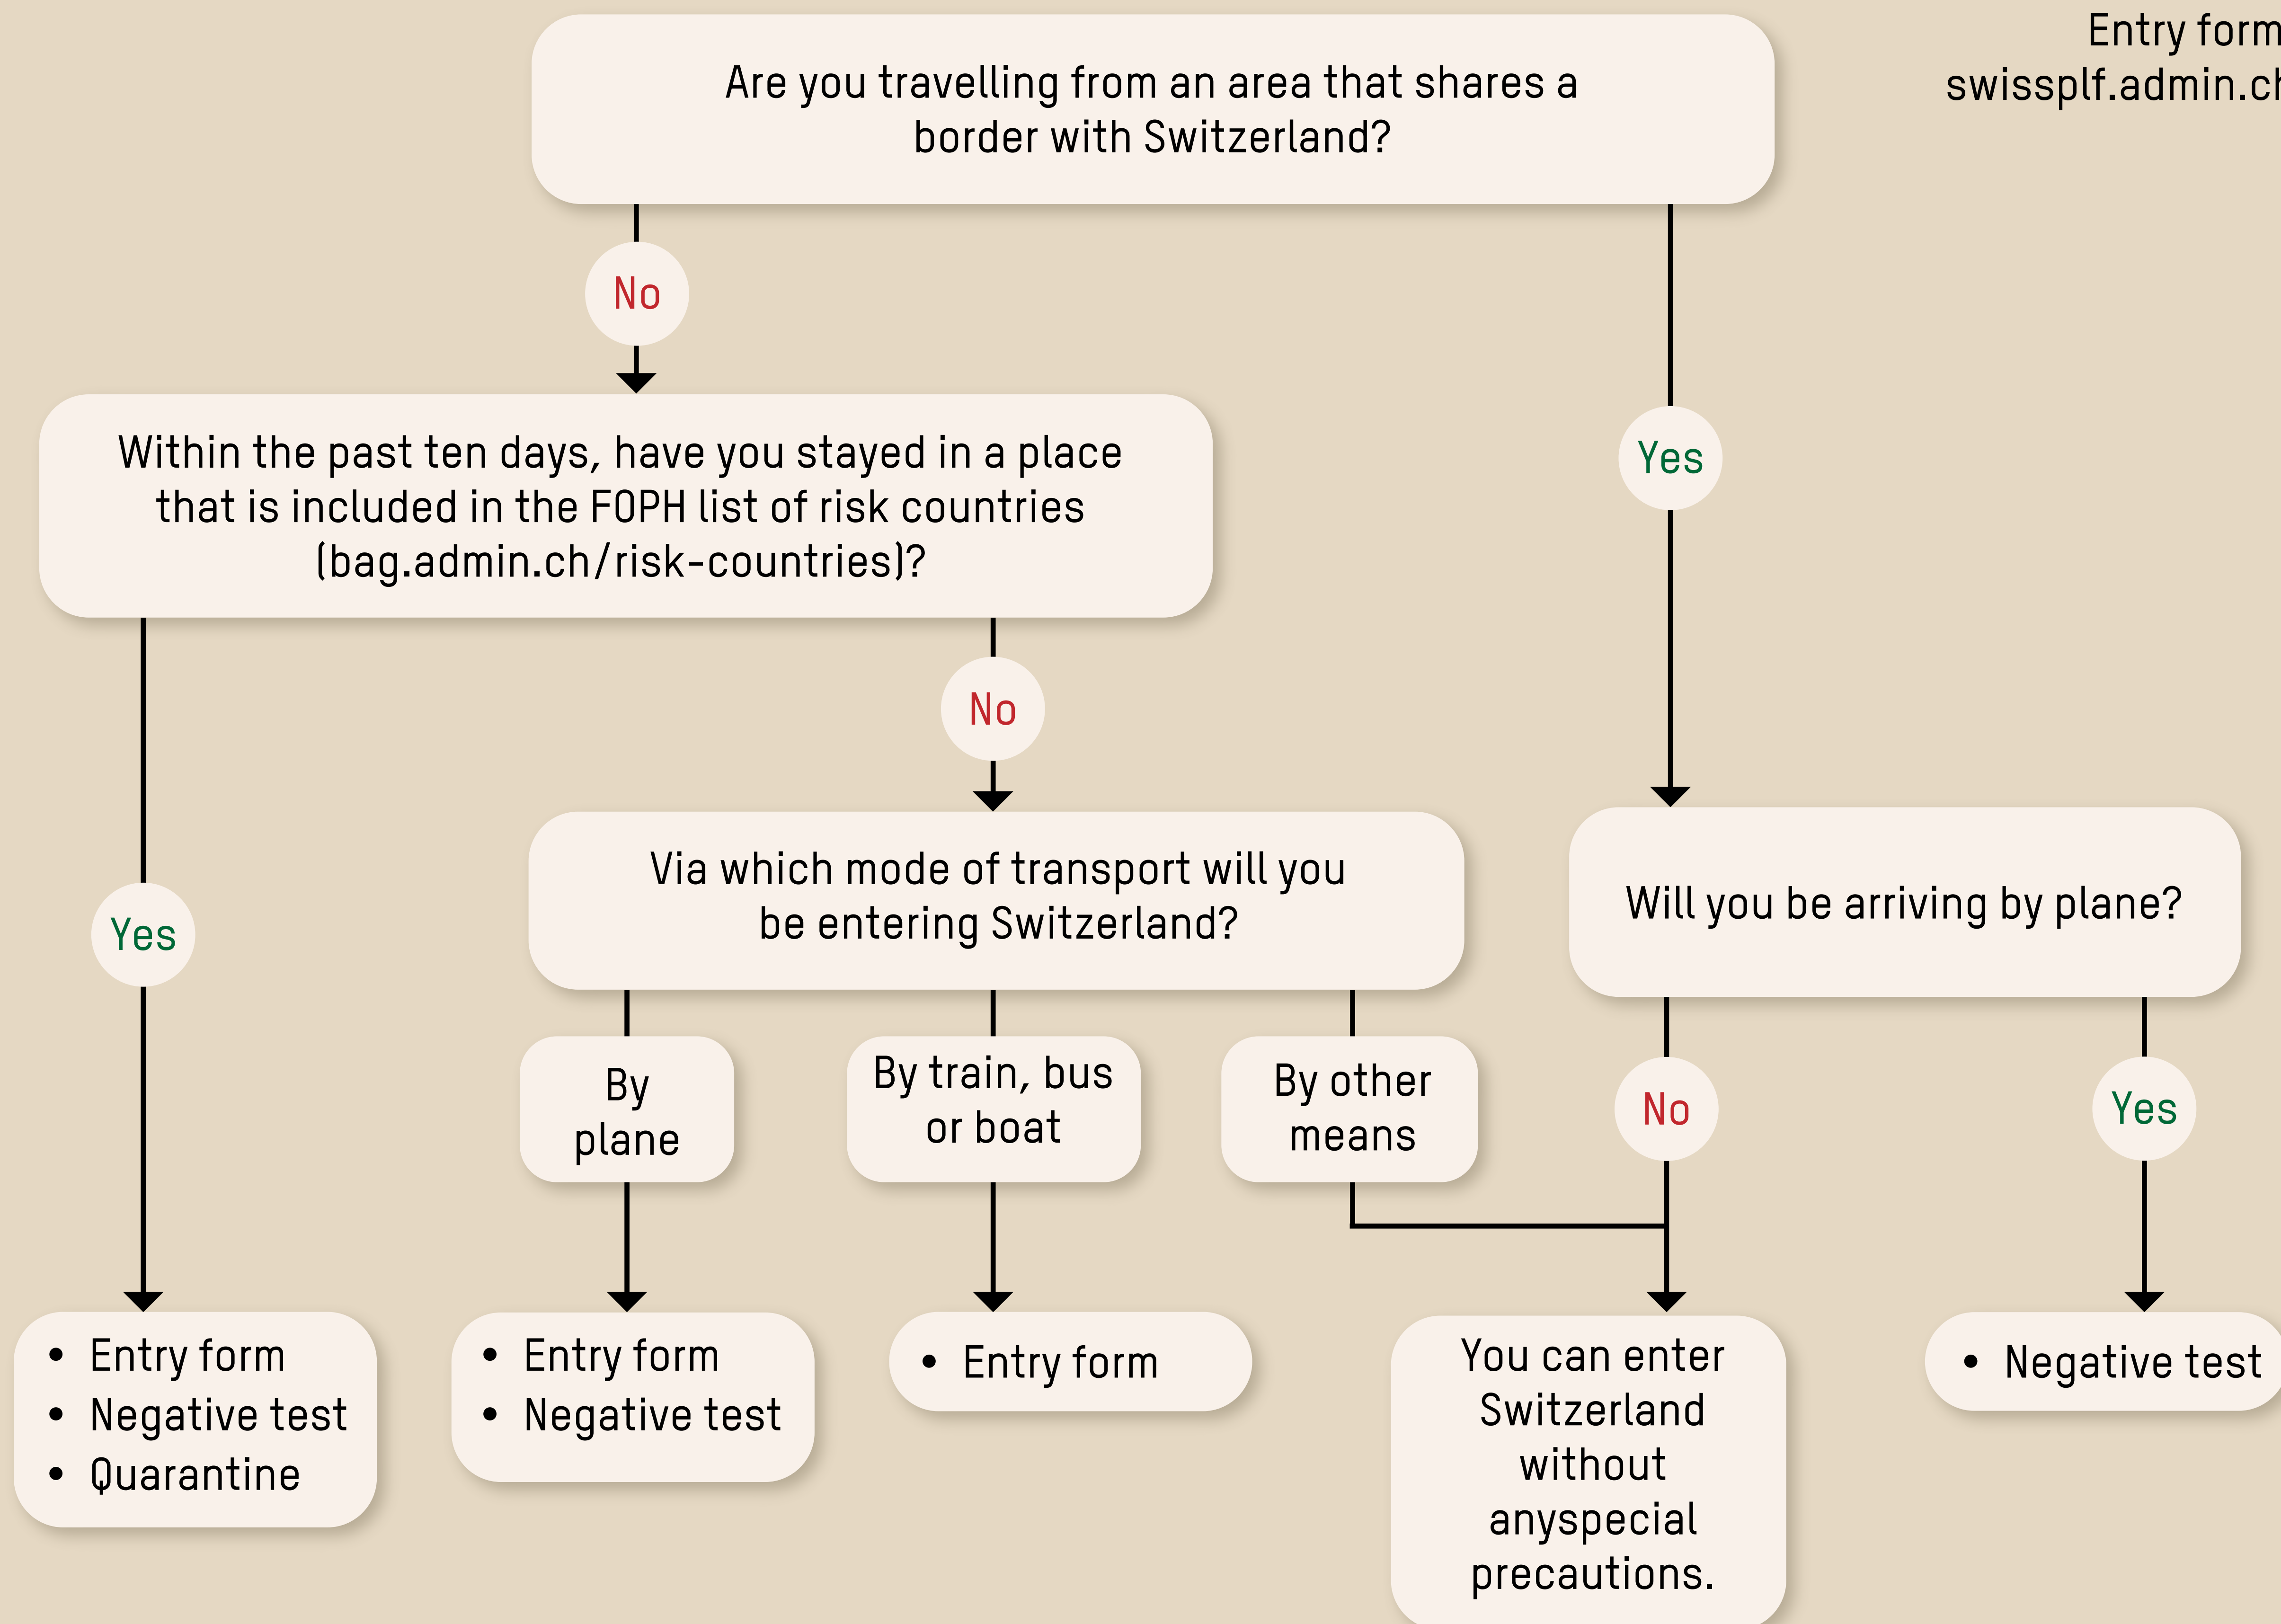 Entry form
swissplf.admin.ch
Are you travelling from an area that shares a
border with Switzerland?
No
Yes
Within the past ten days, have you stayed in a place
that is included in the FOPH list of risk countries
(bag.admin.ch/risk-countries)?
Yes
No
Via which mode of transport will you
be entering Switzerland?
Will you be arriving by plane?
By
plane
By train, bus
or boat
By other
means
No
Yes
• Entry form
• Negative test
• Quarantine
• Entry form
• Negative test
• Entry form
You can enter
Switzerland
without
anyspecial
precautions.
• Negative test